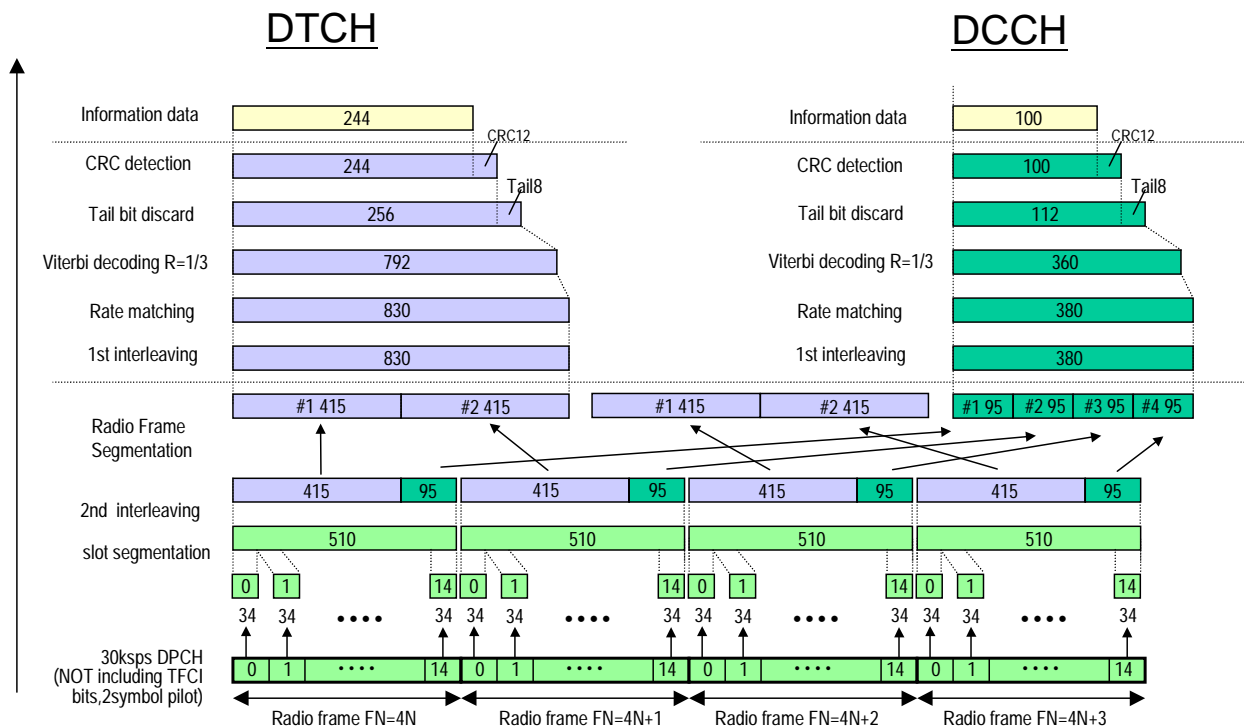 DTCH DCCH
Information data 244 Information data 100
CRC12 CRC12
CRC detection 244 CRC detection 100
Tail8 Tail8
Tail bit discard 256 Tail bit discard 112
Viterbi decoding R=1/3 792 Viterbi decoding R=1/3 360
Rate matching 830 Rate matching 380
1st interleaving 830 1st interleaving 380
#1 415 #2 415 #1 415 #2 415 #1 95 #2 95 #3 95 #4 95
Radio Frame
Segmentation
415 95 415 95 415 95 415 95
2nd interleaving
slot segmentation 510 510 510 510
0 1 14 0 1 14 0 1 14 0 1 14
34 34 •••• 34 34 34 •••• 34 34 34 •••• 34 34 34 •••• 34
30ksps DPCH
(NOT including TFCI
bits,2symbol pilot)
0 1 •••• 14 0 1 •••• 14 0 1 •••• 14 0 1 •••• 14
Radio frame FN=4N Radio frame FN=4N+1 Radio frame FN=4N+2 Radio frame FN=4N+3